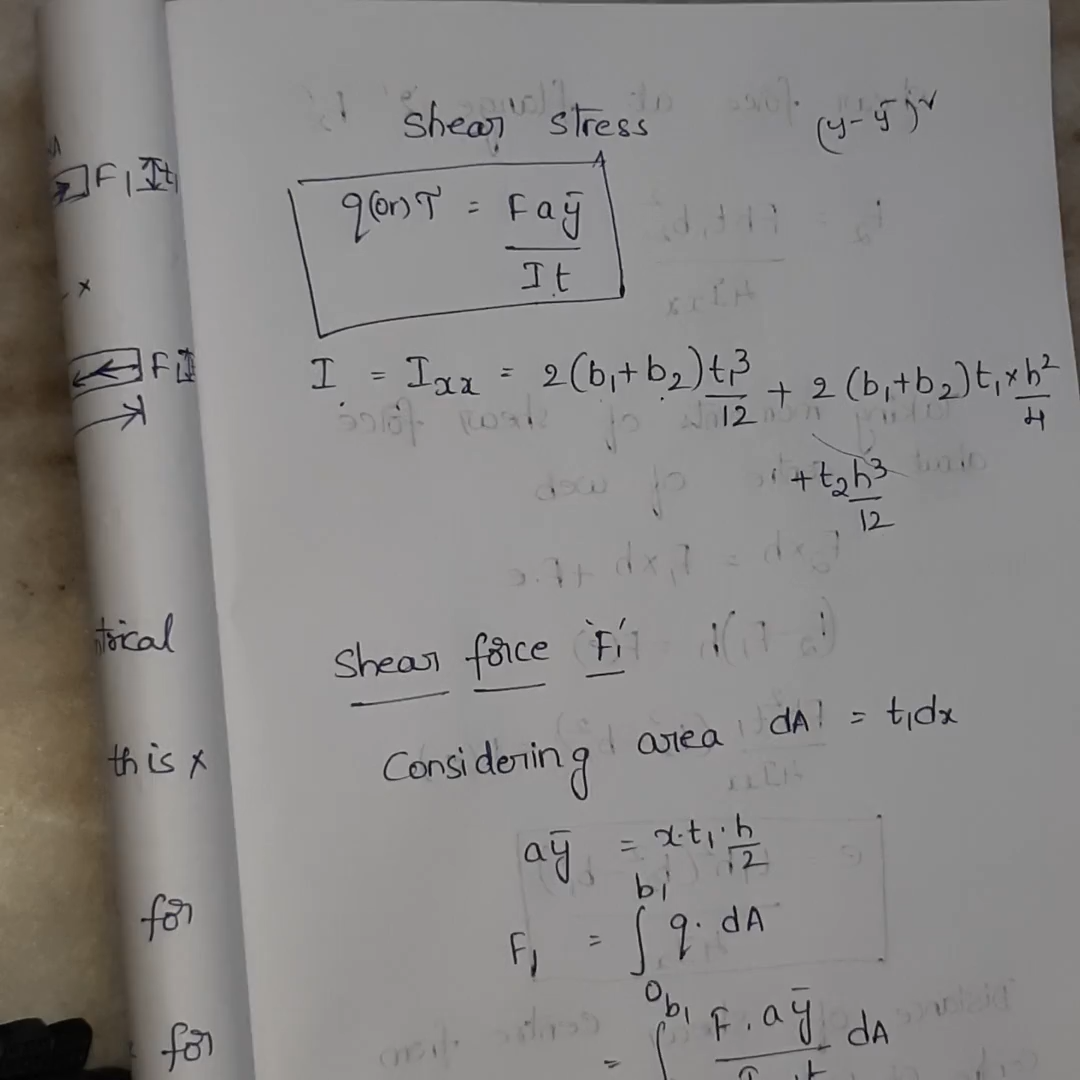 Shear stress (y-ȳ)²
q(or) τ = Faȳ / It
I = Ixx = 2(b₁+b₂)t₁³/12 + 2(b₁+b₂)t₁×h²/4
+t₂h³/12
Shear force 'F₁'
Considering area dA = t₁dx
aȳ = x·t₁·h/2
F₁ = ∫₀^b₁ q· dA
= ∫^b₁ F.aȳ / I t dA
F₁ t₁
x
F₁
this x
for
for